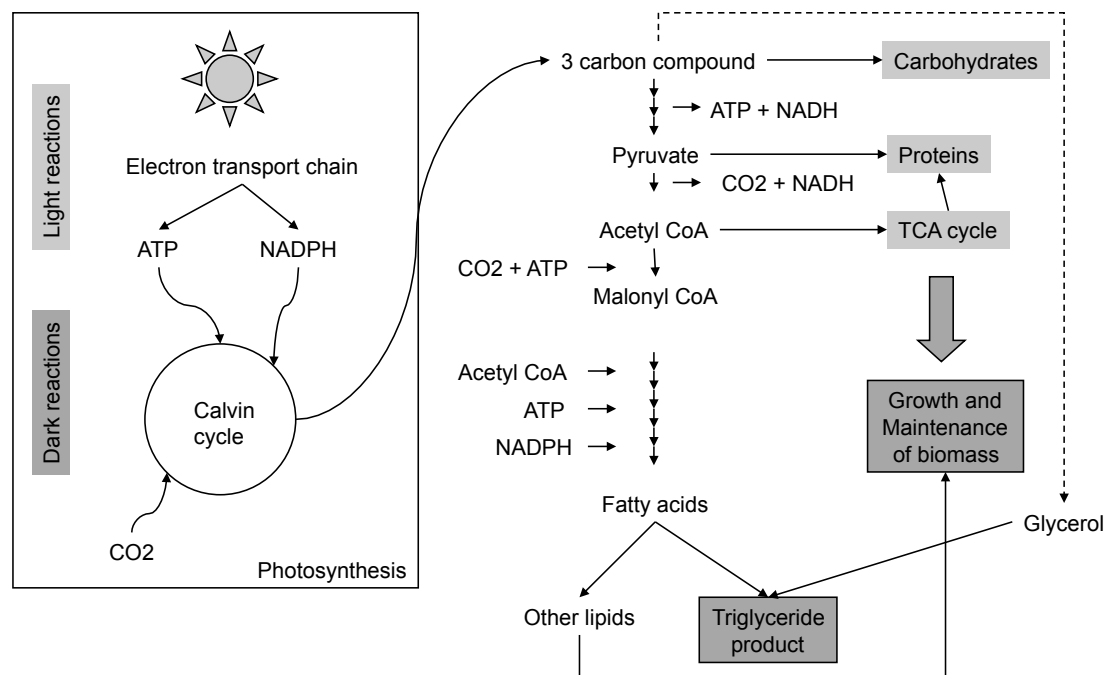 Light reactions
Electron transport chain
ATP
NADPH
Dark reactions
Calvin
cycle
CO2
Photosynthesis
3 carbon compound
Carbohydrates
ATP + NADH
Pyruvate
Proteins
CO2 + NADH
Acetyl CoA
TCA cycle
CO2 + ATP
Malonyl CoA
Acetyl CoA
ATP
NADPH
Growth and
Maintenance
of biomass
Fatty acids
Glycerol
Other lipids
Triglyceride
product